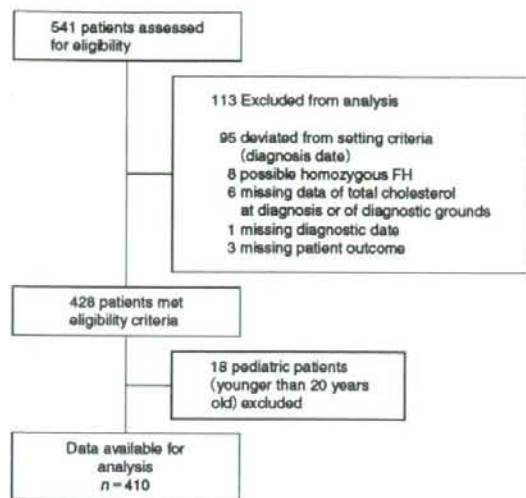 541 patients assessed
for eligibility
113 Excluded from analysis
95 deviated from setting criteria
(diagnosis date)
8 possible homozygous FH
6 missing data of total cholesterol
at diagnosis or of diagnostic grounds
1 missing diagnostic date
3 missing patient outcome
428 patients met
eligibility criteria
18 pediatric patients
(younger than 20 years
old) excluded
Data available for
analysis
n=410